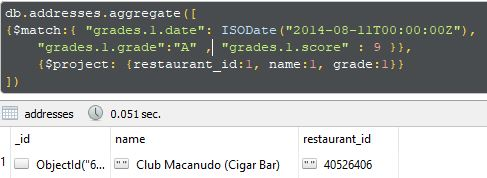 db.addresses.aggregate([
{$match:{ "grades.1.date": ISODate("2014-08-11T00:00:00Z"),
"grades.1.grade":"A" , "grades.1.score" : 9 }},
{$project: {restaurant_id:1, name:1, grade:1}}
])
addresses 0.051 sec.
_id name restaurant_id
1 ObjectId("6... "" Club Macanudo (Cigar Bar) "" 40526406